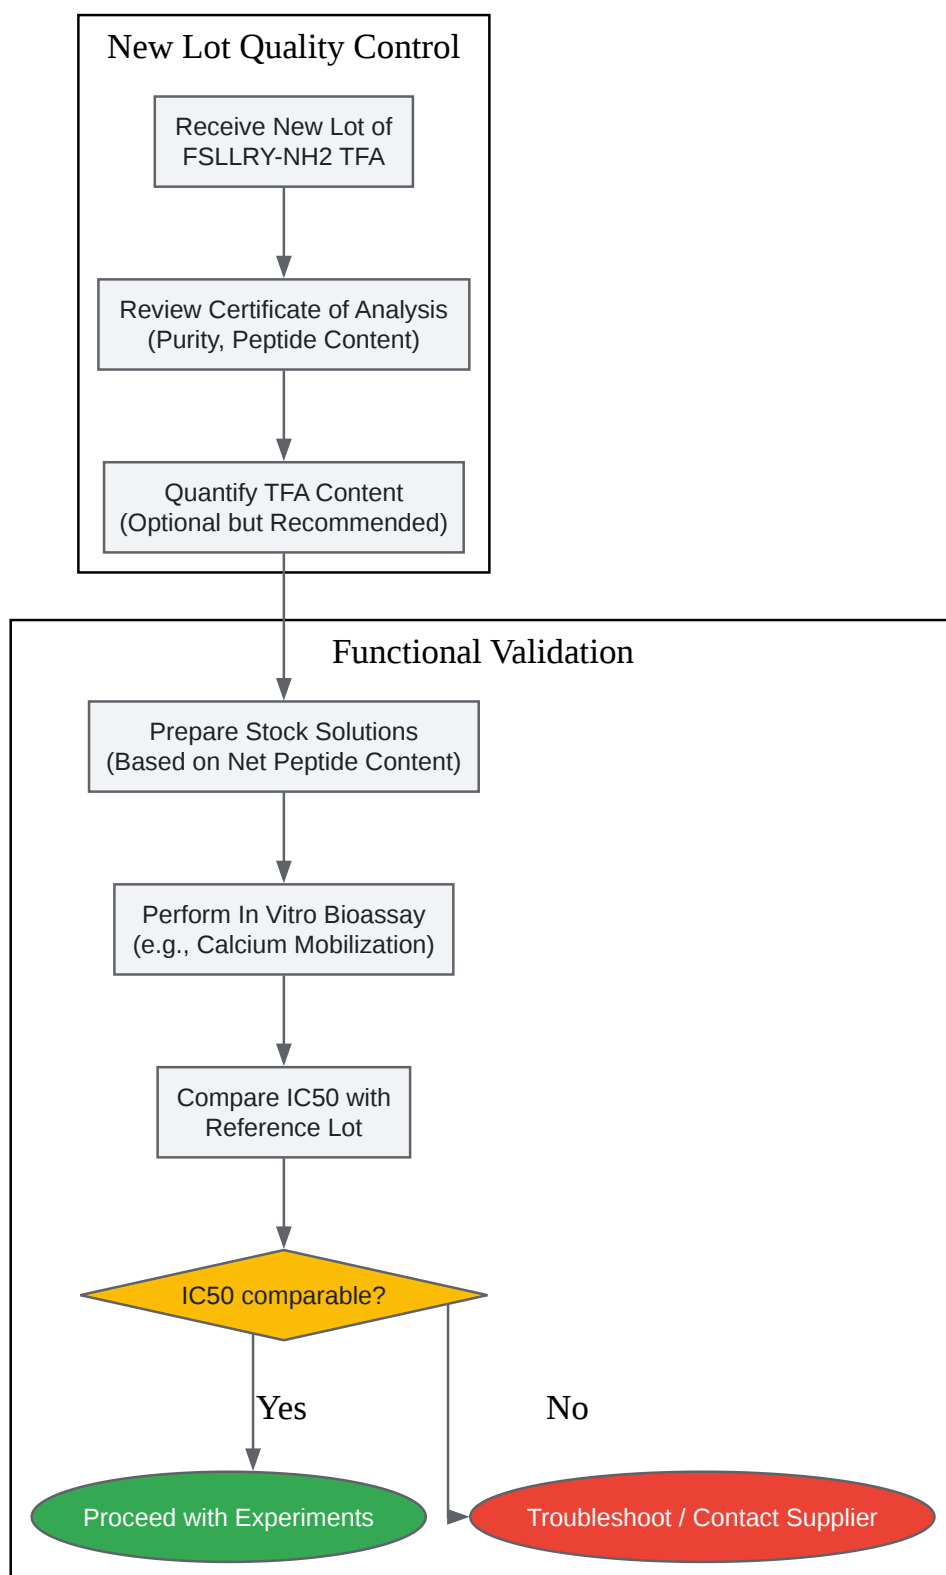 New Lot Quality Control
Receive New Lot of
FSLLRY-NH2 TFA
Review Certificate of Analysis
(Purity, Peptide Content)
Quantify TFA Content
(Optional but Recommended)
Functional Validation
Prepare Stock Solutions
(Based on Net Peptide Content)
Perform In Vitro Bioassay
(e.g., Calcium Mobilization)
Compare IC50 with
Reference Lot
IC50 comparable?
Yes
No
Proceed with Experiments
Troubleshoot / Contact Supplier